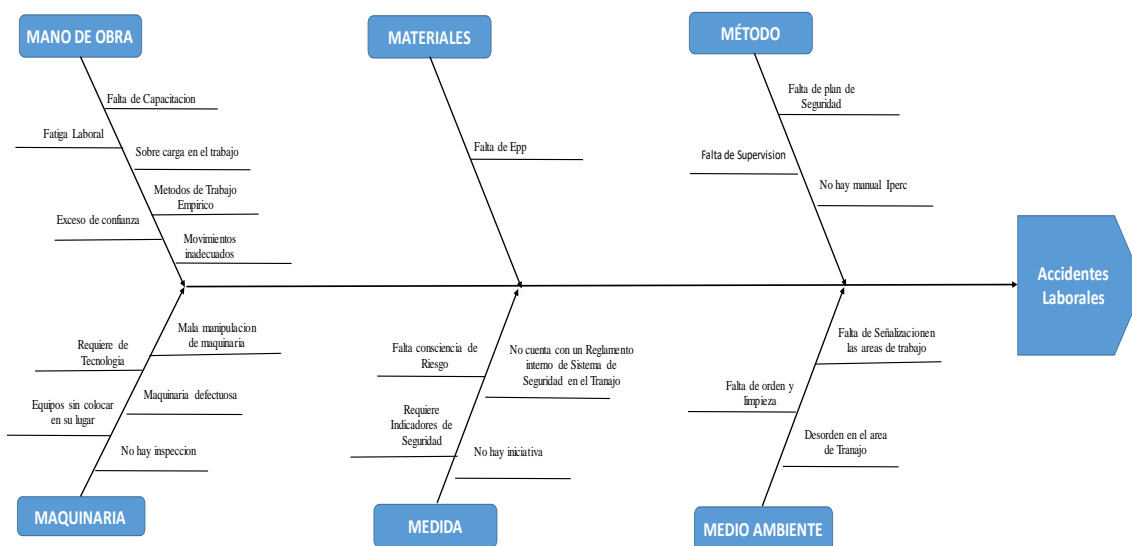 MANO DE OBRA
MATERIALES
MÉTODO
Falta de Capacitacion
Fatiga Laboral
Sobre carga en el trabajo
Metodos de Trabajo
Empirico
Exceso de confianza
Movimientos
inadecuados
Falta de Epp
Falta de plan de
Seguridad
Falta de Supervision
No hay manual Iperc
Accidentes
Laborales
Mala manipulacion
de maquinaria
Requiere de
Tecnologia
Maquinaria defectuosa
Equipos sin colocar
en su lugar
No hay inspeccion
Falta consciencia de
Riesgo
No cuenta con un Reglamento
interno de Sistema de
Seguridad en el Tranajo
Requiere
Indicadores de
Seguridad
No hay iniciativa
Falta de Señalizacionen
las areas de trabajo
Falta de orden y
limpieza
Desorden en el area
de Tranajo
MAQUINARIA
MEDIDA
MEDIO AMBIENTE